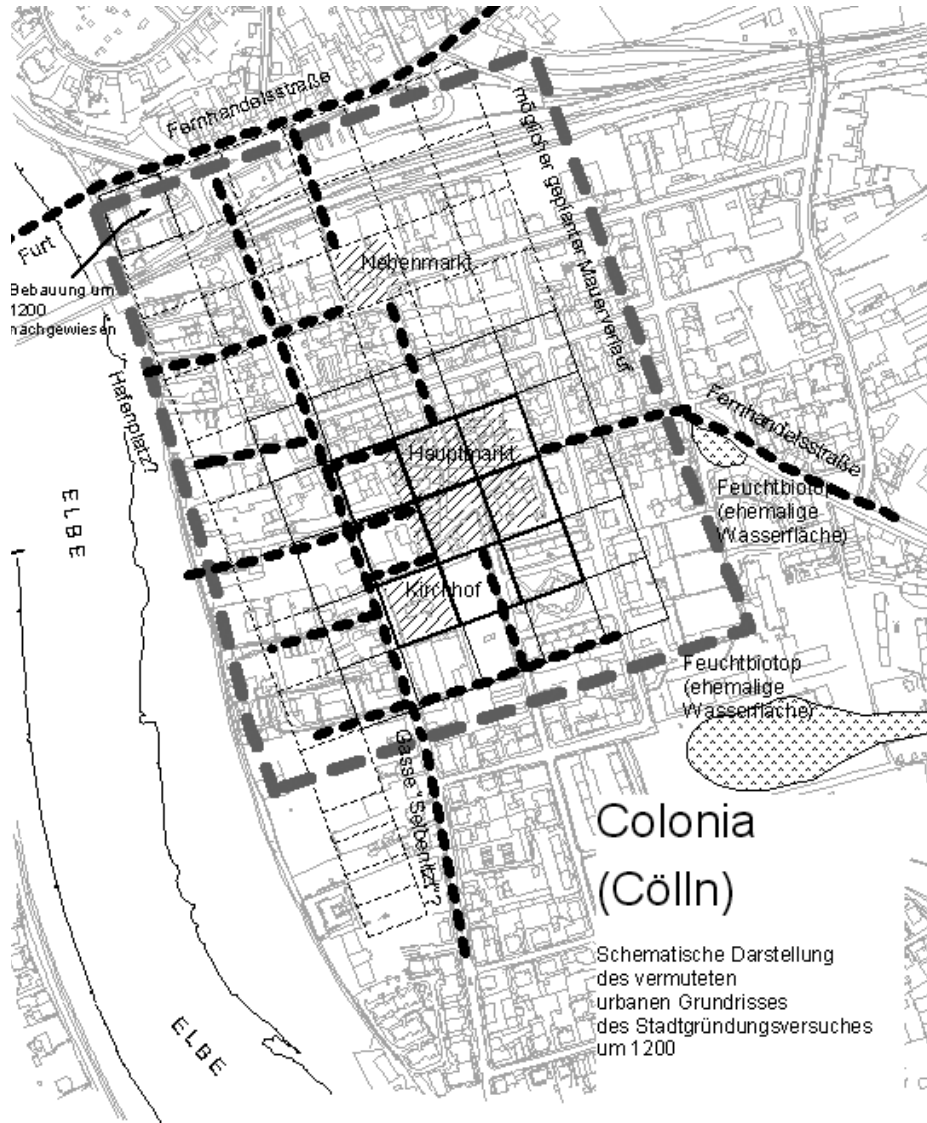 Fernhandelsstraße
möglicher geplanter Mauerverlauf
Furt
Nebenmarkt
Bebauung um
1200
nachgewiesen
Hafenplatz?
Fernhandelsstraße
Hauptmarkt
Feuchtbiotop
(ehemalige
Wasserfläche)
ELBE
Kirchhof
Feuchtbiotop
(ehemalige
Wasserfläche)
Gasse "Selbenitz"?
Colonia
(Cölln)
Schematische Darstellung
des vermuteten
urbanen Grundrisses
des Stadtgründungsversuches
um 1200
ELBE